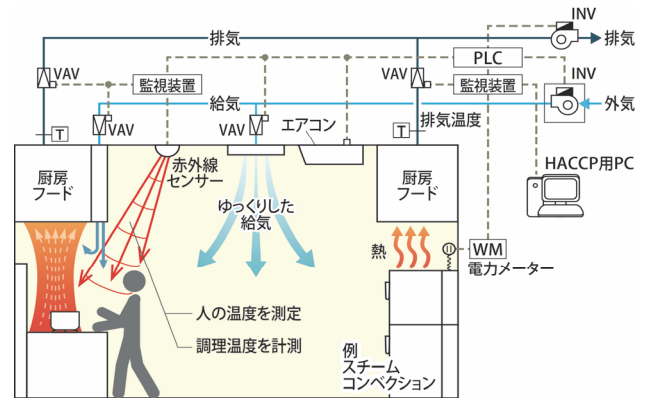 INV
排気
排気
PLC
VAV
監視装置
VAV
監視装置
INV
給気
外気
VAV
VAV
エアコン
T
T
排気温度
厨房
フード
赤外線
センサー
厨房
フード
HACCP用PC
ゆっくりした
給気
熱
WM
電力メーター
人の温度を測定
調理温度を計測
例
スチーム
コンベクション